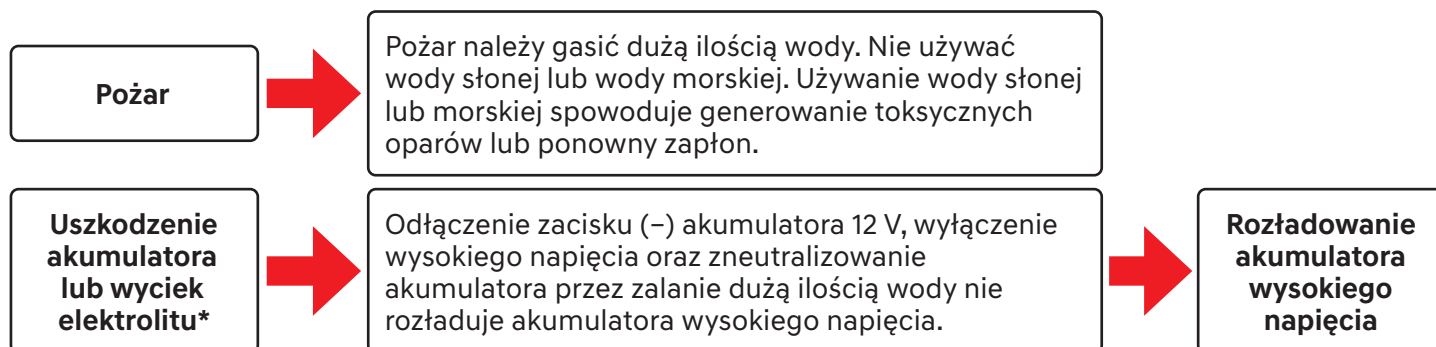 Pożar
Pożar należy gasić dużą ilością wody. Nie używać
wody słonej lub wody morskiej. Używanie wody słonej
lub morskiej spowoduje generowanie toksycznych
oparów lub ponowny zapłon.
Uszkodzenie
akumulatora
lub wyciek
elektrolitu*
Odłączenie zacisku (–) akumulatora 12 V, wyłączenie
wysokiego napięcia oraz zneutralizowanie
akumulatora przez zalanie dużą ilością wody nie
rozładuje akumulatora wysokiego napięcia.
Rozładowanie
akumulatora
wysokiego
napięcia